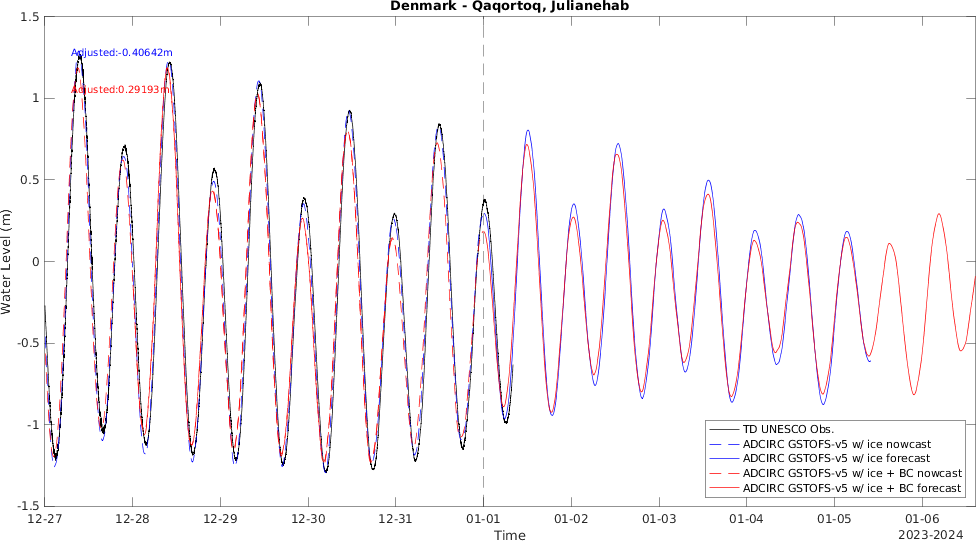 Denmark - Qaqortoq, Julianehab
Adjusted:-0.40642m
Adjusted:0.29193m
Water Level (m)
1.5
1
0.5
0
-0.5
-1
-1.5
TD UNESCO Obs.
ADCIRC GSTOFS-v5 w/ ice nowcast
ADCIRC GSTOFS-v5 w/ ice forecast
ADCIRC GSTOFS-v5 w/ ice + BC nowcast
ADCIRC GSTOFS-v5 w/ ice + BC forecast
12-27 12-28 12-29 12-30 12-31 01-01 01-02 01-03 01-04 01-05 01-06
Time
2023-2024